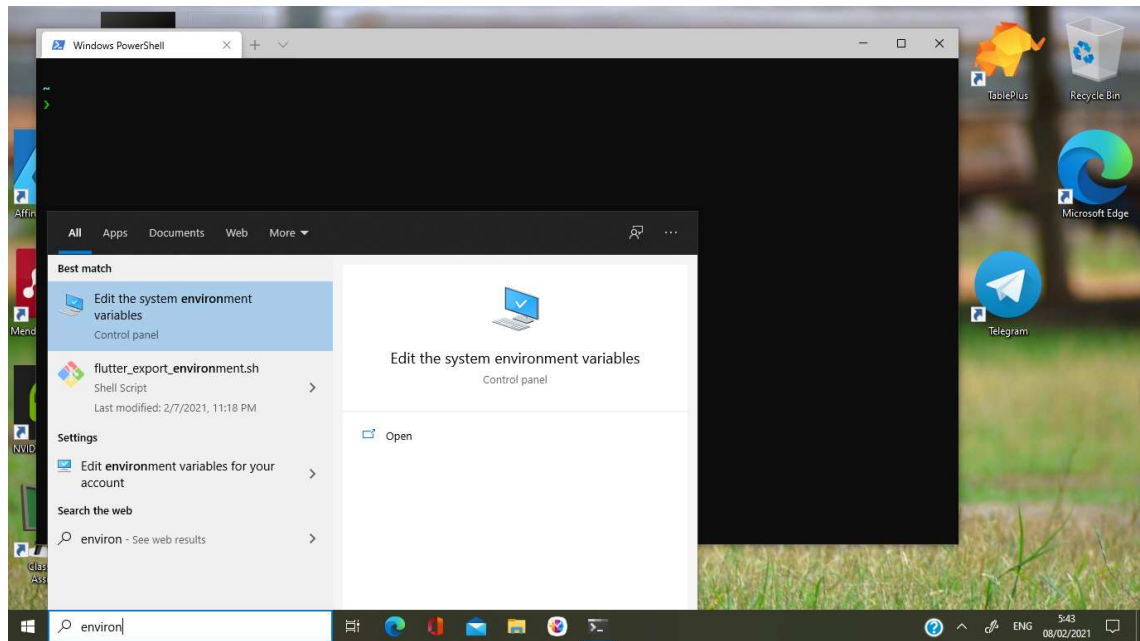 Windows PowerShell
~
TablePlus
Recycle Bin
Microsoft Edge
Telegram
All Apps Documents Web More
Best match
Edit the system environment
variables
Control panel
flutter_export_environment.sh
Shell Script
Last modified: 2/7/2021, 11:18 PM
Settings
Edit environment variables for your
account
Search the web
environ - See web results
Edit the system environment variables
Control panel
Open
environ
ENG
5:43
08/02/2021